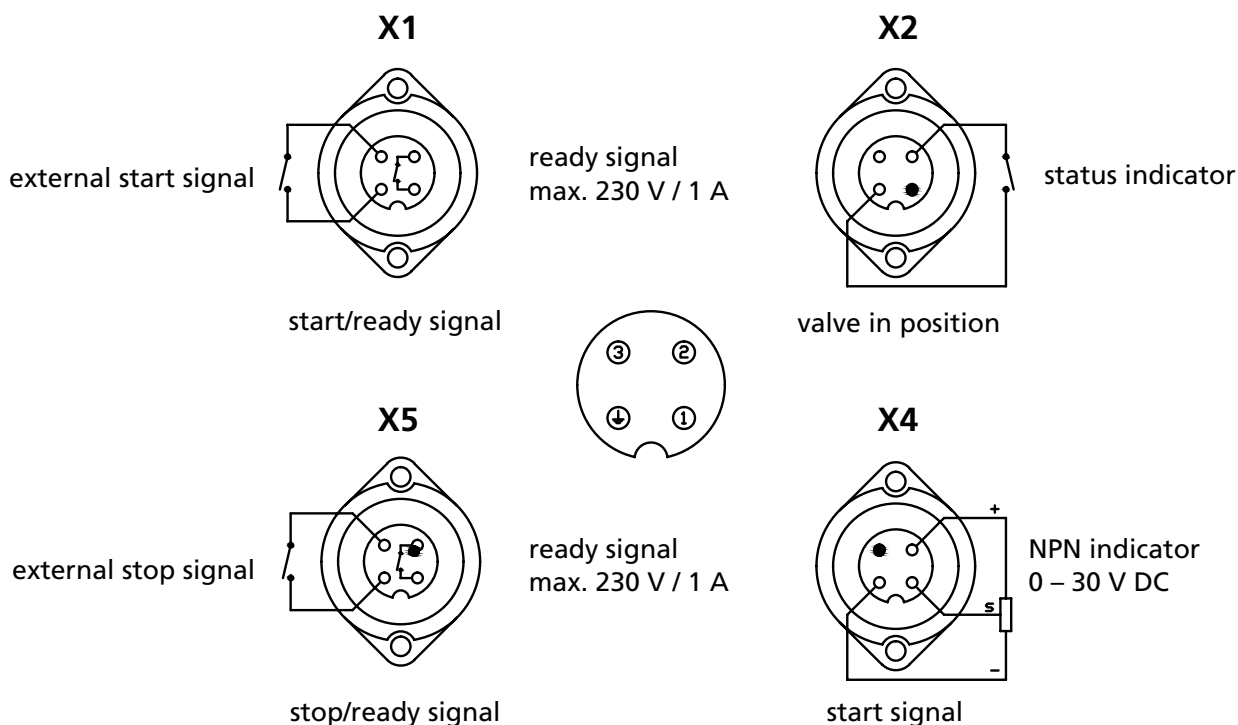 X1
X2
external start signal
ready signal
max. 230 V / 1 A
status indicator
start/ready signal
valve in position
3
2
1
X5
X4
external stop signal
ready signal
max. 230 V / 1 A
+
NPN indicator
0 – 30 V DC
s
–
stop/ready signal
start signal